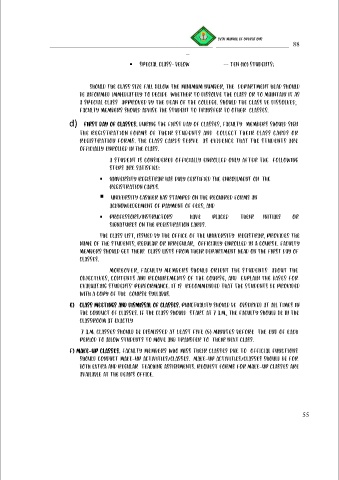 CVSU MANUAL OF OPERATIONS
88
• SPECIAL CLASS- BELOW — TEN (10) STUDENTS;
SHOULD THE CLASS SIZE FALL BELOW THE MINIMUM NUMBER, THE DEPARTMENT HEAD SHOULD
BE INFORMED IMMEDIATELY TO DECIDE WHETHER TO DISSOLVE THE CLASS OR TO MAINTAIN IT AS
A SPECIAL CLASS APPROVED BY THE DEAN OF THE COLLEGE. SHOULD THE CLASS BE DISSOLVED,
FACULTY MEMBERS SHOULD ADVISE THE STUDENT TO TRANSFER TO OTHER CLASSES.
d) FIRST DAY OF CLASSES. DURING THE FIRST DAY OF CLASSES, FACULTY MEMBERS SHOULD SIGN
THE REGISTRATION FORMS OF THEIR STUDENTS AND COLLECT THEIR CLASS CARDS OR
REGISTRATION FORMS. THE CLASS CARDS SERVE AS EVIDENCE THAT THE STUDENTS ARE
OFFICIALLY ENROLLED IN THE CLASS.
A STUDENT IS CONSIDERED OFFICIALLY ENROLLED ONLY AFTER THE FOLLOWING
STEPS ARE SATISFIED:
• UNIVERSITY REGISTRAR HAS DULY CERTIFIED THE ENROLMENT ON THE
REGISTRATION CARDS.
▪ UNIVERSITY CASHIER HAS STAMPED ON THE REQUIRED FORMS AN
ACKNOWLEDGEMENT OF PAYMENT OF FEES, AND
• PROFESSORS/INSTRUCTORS HAVE PLACED THEIR INITIALS OR
SIGNATURES ON THE REGISTRATION CARDS.
THE CLASS LIST, ISSUED BY THE OFFICE OF THE UNIVERSITY REGISTRAR, PROVIDES THE
NAME OF THE STUDENTS, REGULAR OR IRREGULAR, OFFICIALLY ENROLLED IN A COURSE. FACULTY
MEMBERS SHOULD GET THEIR CLASS LISTS FROM THEIR DEPARTMENT HEAD ON THE FIRST DAY OF
CLASSES.
MOREOVER, FACULTY MEMBERS SHOULD ORIENT THE STUDENTS ABOUT THE
OBJECTIVES, CONTENTS AND REQUIREMENTS OF THE COURSE, AND EXPLAIN THE BASES FOR
EVALUATING STUDENTS PERFORMANCE. IT IS RECOMMENDED THAT THE STUDENTS BE PROVIDED
WITH A COPY OF THE COURSE SYLLABUS.
E) CLASS MEETINGS AND DISMISSAL OF CLASSES. PUNCTUALITY SHOULD BE OBSERVED AT ALL TIMES IN
THE CONDUCT OF CLASSES. IF THE CLASS SHOULD START AT 7 A.M., THE FACULTY SHOULD BE IN THE
CLASSROOM AT EXACTLY
7 A.M. CLASSES SHOULD BE DISMISSED AT LEAST FIVE (5) MINUTES BEFORE THE END OF EACH
PERIOD TO ALLOW STUDENTS TO MOVE AND TRANSFER TO THEIR NEXT CLASS.
F) MAKE-UP CLASSES. FACULTY MEMBERS WHO MISS THEIR CLASSES DUE TO OFFICIAL FUNCTIONS
SHOULD CONDUCT MAKE-UP ACTIVITIES/CLASSES. MAKE-UP ACTIVITIES/CLASSES SHOULD BE FOR
BOTH EXTRA AND REGULAR TEACHING ASSIGNMENTS. REQUEST FORMS FOR MAKE-UP CLASSES ARE
AVAILABLE AT THE DEAN'S OFFICE.
55